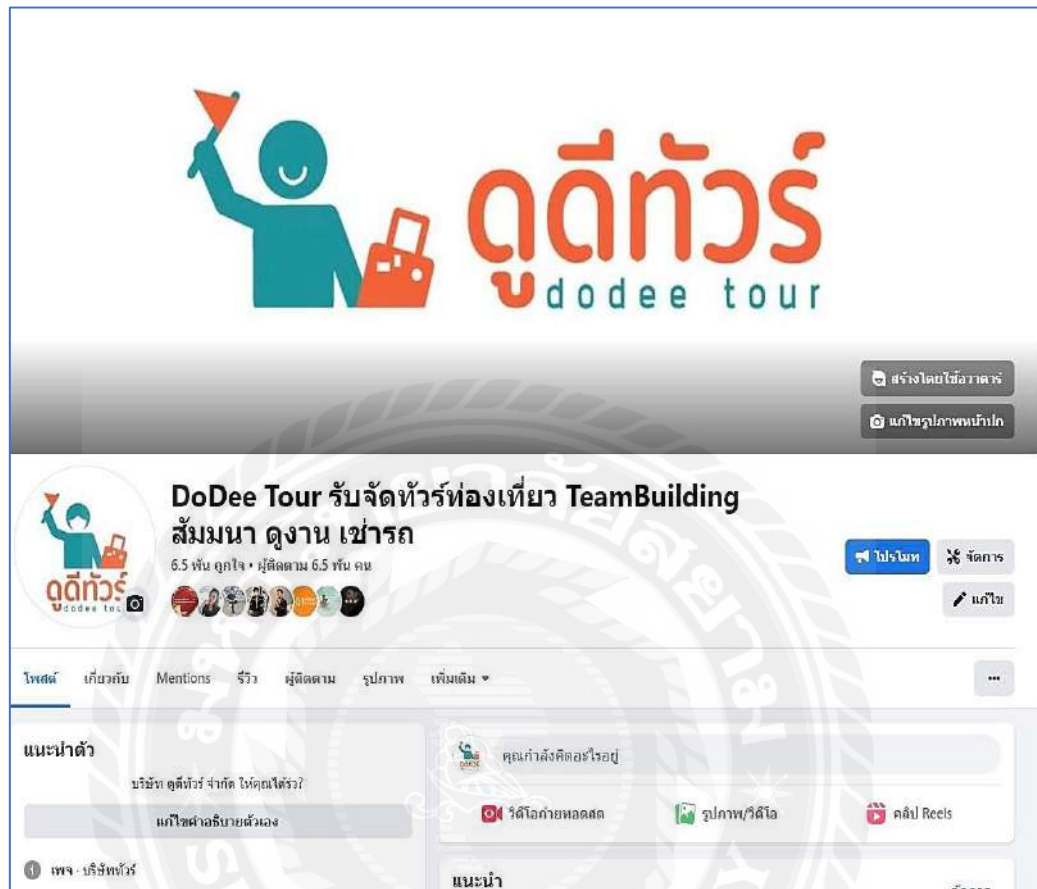 ดูดีทัวร์
dodee tour
สร้างโดยใช้อวาตาร์
แก้ไขรูปภาพหน้าปก
DoDee Tour รับจัดทัวร์ท่องเที่ยว TeamBuilding
สัมมนา ดูงาน เช่ารถ
6.5 พัน ถูกใจ • ผู้ติดตาม 6.5 พัน คน
ดูดีทัวร์
โปรโมท
จัดการ
แก้ไข
โพสต์ เกี่ยวกับ Mentions รีวิว ผู้ติดตาม รูปภาพ เพิ่มเติม
แนะนำตัว
บริษัท ดูดีทัวร์ จำกัด ให้คุณได้รัว?
แก้ไขคำอธิบายตัวเอง
เพจ · บริษัททัวร์
คุณกำลังคิดอะไรอยู่
วิดีโอถ่ายทอดสด รูปภาพ/วิดีโอ คลิป Reels
แนะนำ